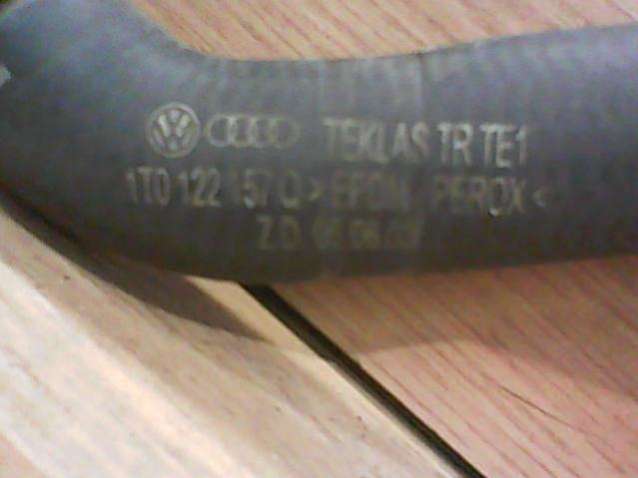 TEKLAS TR TE1
1T0 122 157 Q >EPDM PEROX<
Z.D.